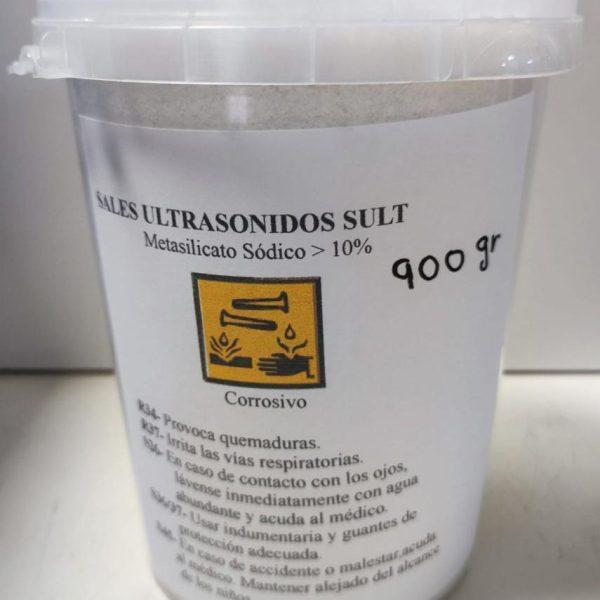 SALES ULTRASONIDOS SULT
Metasilicato Sódico > 10%
900 gr
Corrosivo
R34- Provoca quemaduras.
R37- Irrita las vías respiratorias.
S26- En caso de contacto con los ojos,
lávense inmediatamente con agua
abundante y acuda al médico.
S36/37- Usar indumentaria y guantes de
protección adecuada.
S45- En caso de accidente o malestar,acuda
al médico. Mantener alejado del alcance
de los niños